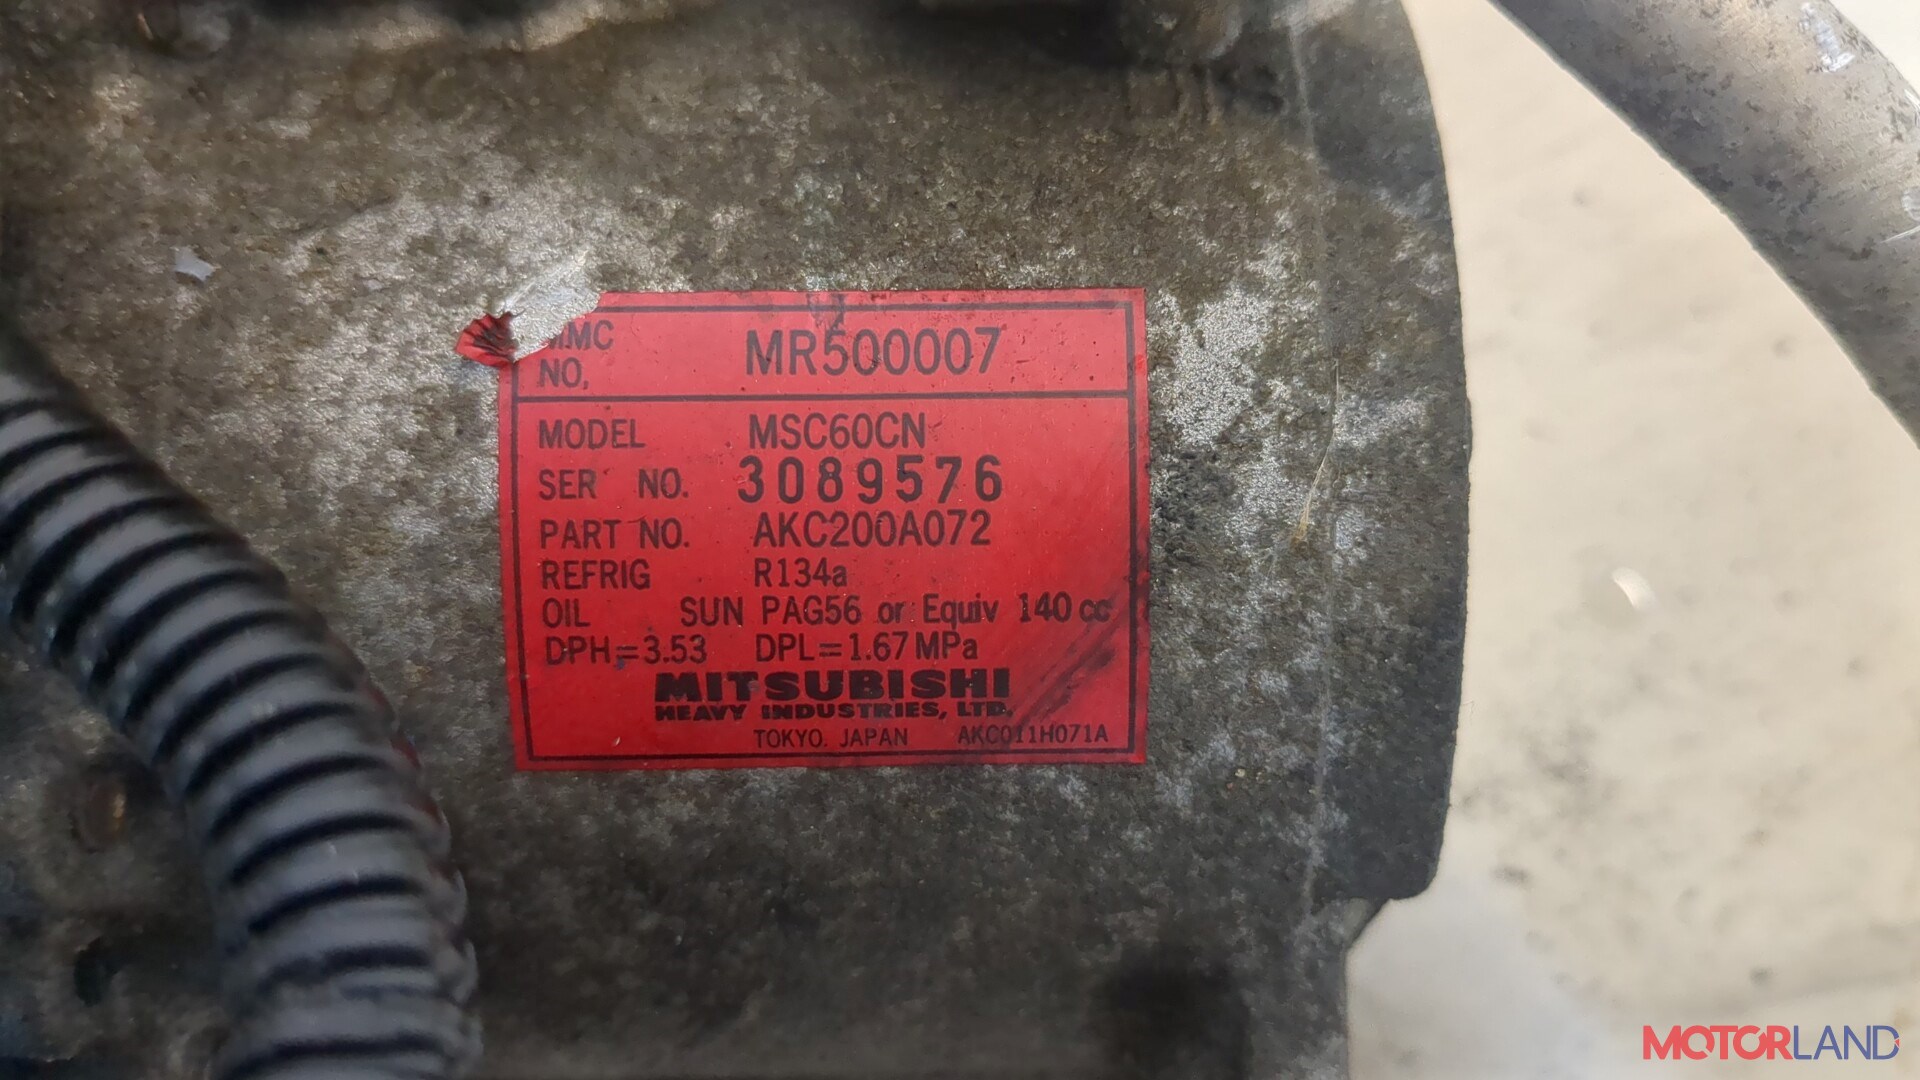 MMC
NO, MR500007
MODEL MSC60CN
SER NO. 3089576
PART NO. AKC200A072
REFRIG R134a
OIL SUN PAG56 or Equiv 140 cc
DPH=3.53 DPL=1.67 MPa
MITSUBISHI
HEAVY INDUSTRIES, LTD.
TOKYO. JAPAN AKC011H071A
MOTORLAND